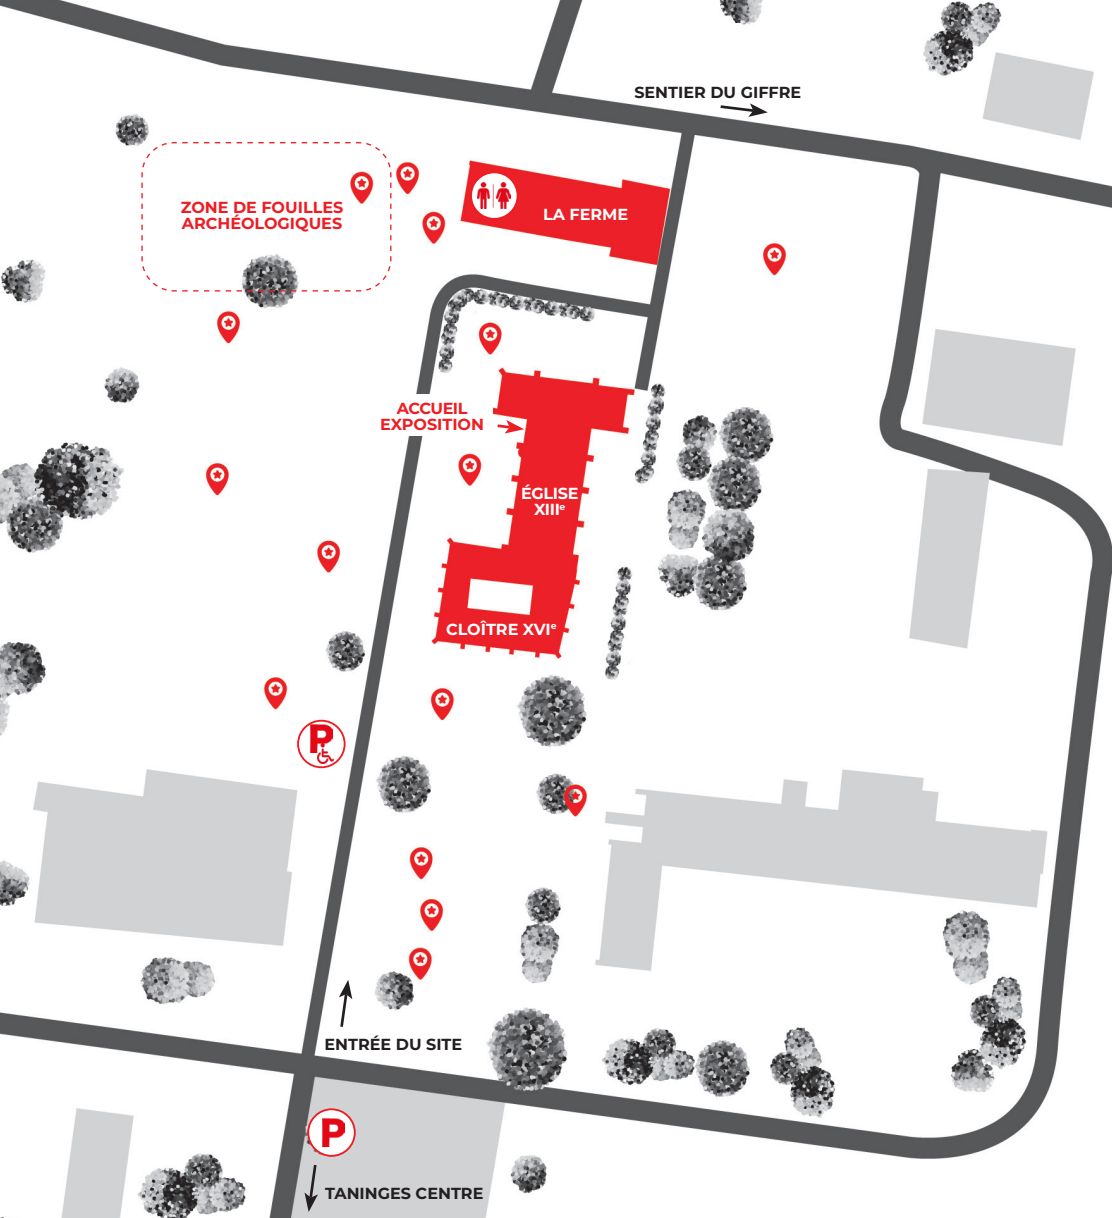 SENTIER DU GIFFRE
ZONE DE FOUILLES
ARCHÉOLOGIQUES
LA FERME
ACCUEIL
EXPOSITION
ÉGLISE
XIIIe
CLOÎTRE XVIe
P
ENTRÉE DU SITE
P
TANINGES CENTRE